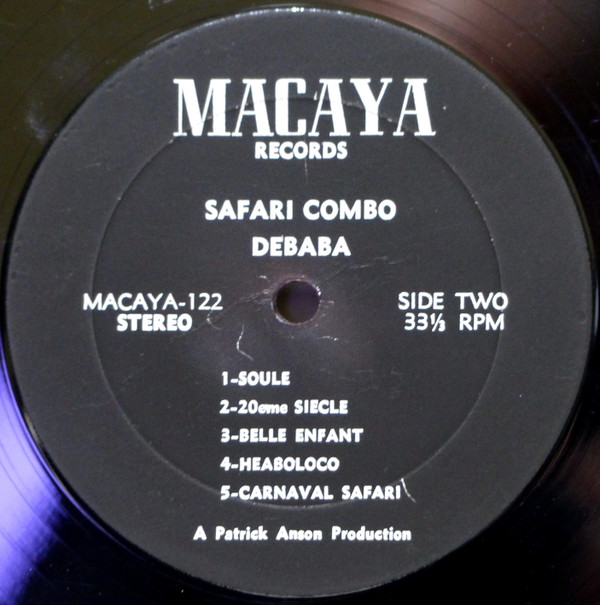 MACAYA
RECORDS
SAFARI COMBO
DEBABA
MACAYA-122
STEREO
SIDE TWO
33⅓ RPM
1-SOULE
2-20eme SIECLE
3-BELLE ENFANT
4-HEABOLOCO
5-CARNAVAL SAFARI
A Patrick Anson Production